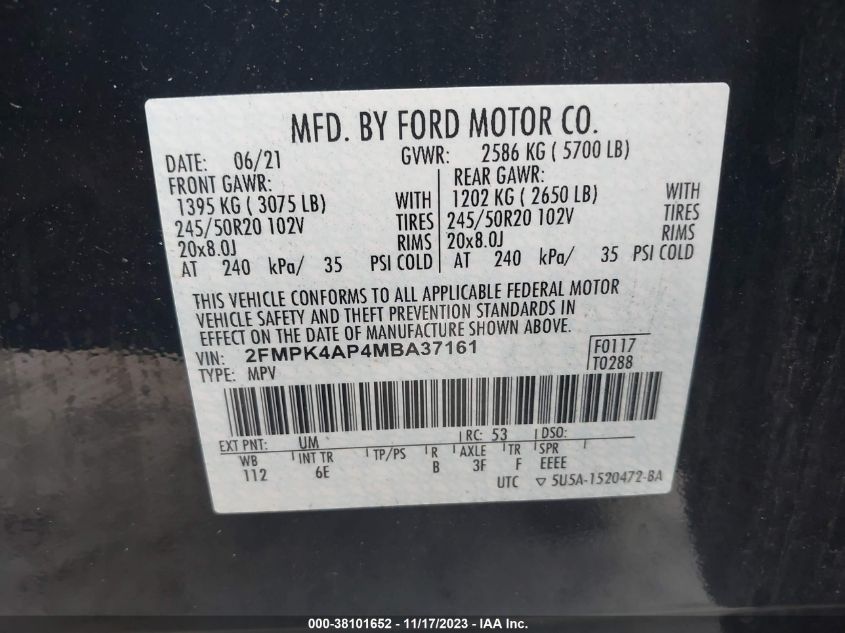 MFD. BY FORD MOTOR CO.
DATE: 06/21 GVWR: 2586 KG ( 5700 LB)
FRONT GAWR: REAR GAWR:
1395 KG ( 3075 LB) WITH 1202 KG ( 2650 LB) WITH
245/50R20 102V TIRES 245/50R20 102V TIRES
20x8.0J RIMS 20x8.0J RIMS
AT 240 kPa/ 35 PSI COLD AT 240 kPa/ 35 PSI COLD
THIS VEHICLE CONFORMS TO ALL APPLICABLE FEDERAL MOTOR
VEHICLE SAFETY AND THEFT PREVENTION STANDARDS IN
EFFECT ON THE DATE OF MANUFACTURE SHOWN ABOVE.
VIN: 2FMPK4AP4MBA37161 F0117
TYPE: MPV T0288
EXT PNT: UM RC: 53 DSO:
WB INT TR TP/PS R AXLE TR SPR
112 6E B 3F F EEEE
UTC ▽ 5U5A-1520472-BA
000-38101652 - 11/17/2023 - IAA Inc.